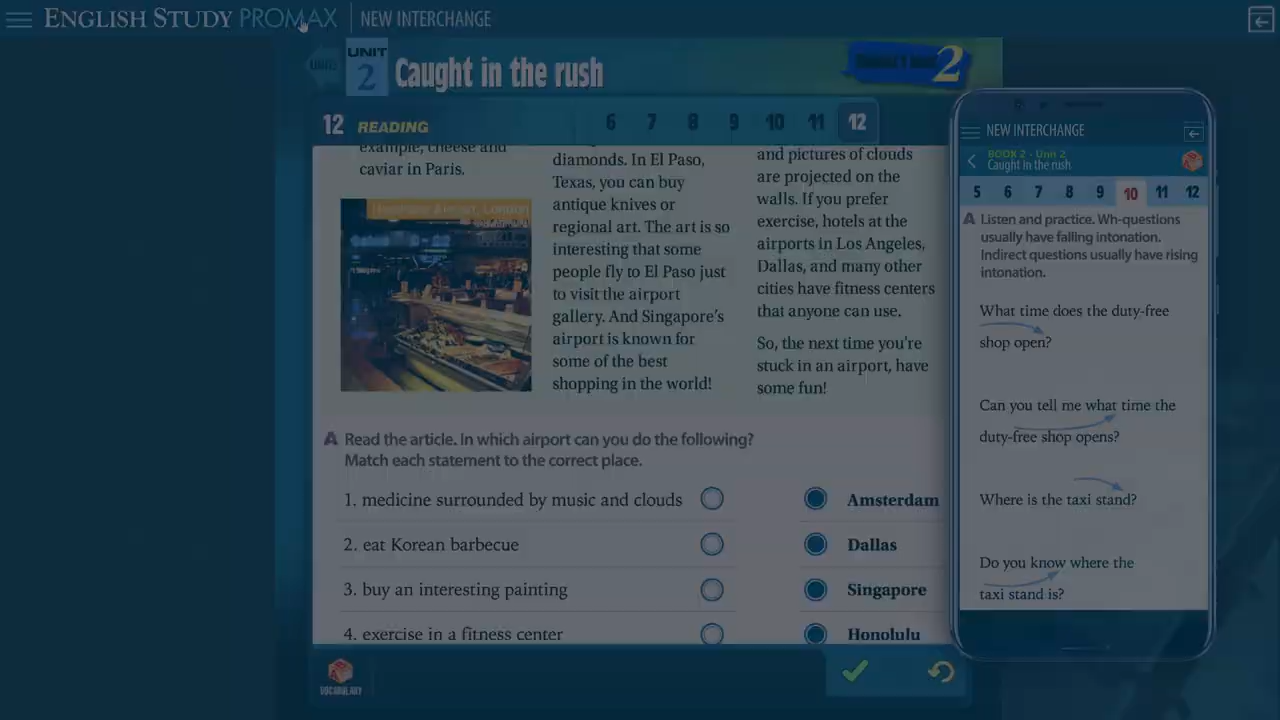 ENGLISH STUDY PROMAX
NEW INTERCHANGE
UNIT
2
Caught in the rush
2
12 READING
6 7 8 9 10 11 12
example, cheese and
caviar in Paris.
diamonds. In El Paso,
Texas, you can buy
antique knives or
regional art. The art is so
interesting that some
people fly to El Paso just
to visit the airport
gallery. And Singapore's
airport is known for
some of the best
shopping in the world!
and pictures of clouds
are projected on the
walls. If you prefer
exercise, hotels at the
airports in Los Angeles,
Dallas, and many other
cities have fitness centers
that anyone can use.
So, the next time you're
stuck in an airport, have
some fun!
A Read the article. In which airport can you do the following?
Match each statement to the correct place.
1. medicine surrounded by music and clouds
Amsterdam
2. eat Korean barbecue
Dallas
3. buy an interesting painting
Singapore
4. exercise in a fitness center
Honolulu
VOCABULARY
NEW INTERCHANGE
BOOK 2 - Unit 2
Caught in the rush
5 6 7 8 9 10 11 12
A Listen and practice. Wh-questions
usually have falling intonation.
Indirect questions usually have rising
intonation.
What time does the duty-free
shop open?
Can you tell me what time the
duty-free shop opens?
Where is the taxi stand?
Do you know where the
taxi stand is?